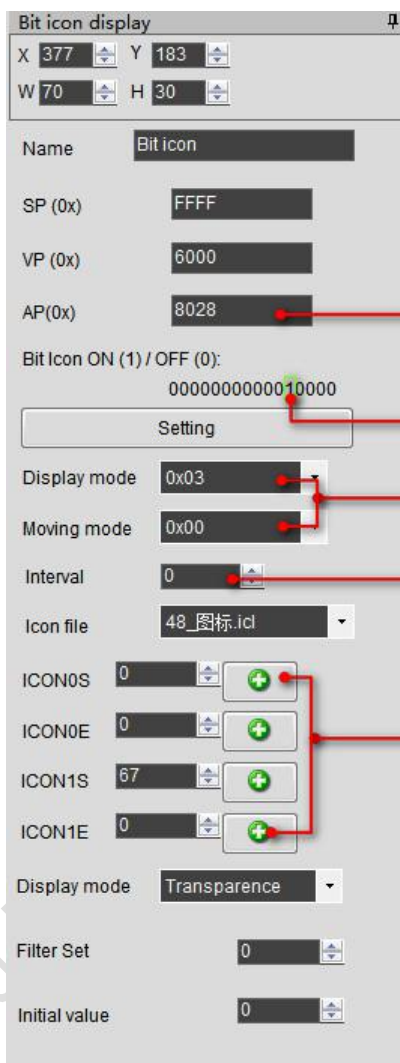 Bit icon display
X 377 Y 183
W 70 H 30
Name Bit icon
SP (0x) FFFF
VP (0x) 6000
AP(0x) 8028
Bit Icon ON (1) / OFF (0):
0000000000010000
Setting
Display mode 0x03
Moving mode 0x00
Interval 0
Icon file 48_图标.icl
ICON0S 0
ICON0E 0
ICON1S 67
ICON1E 0
Display mode Transparence
Filter Set 0
Initial value 0